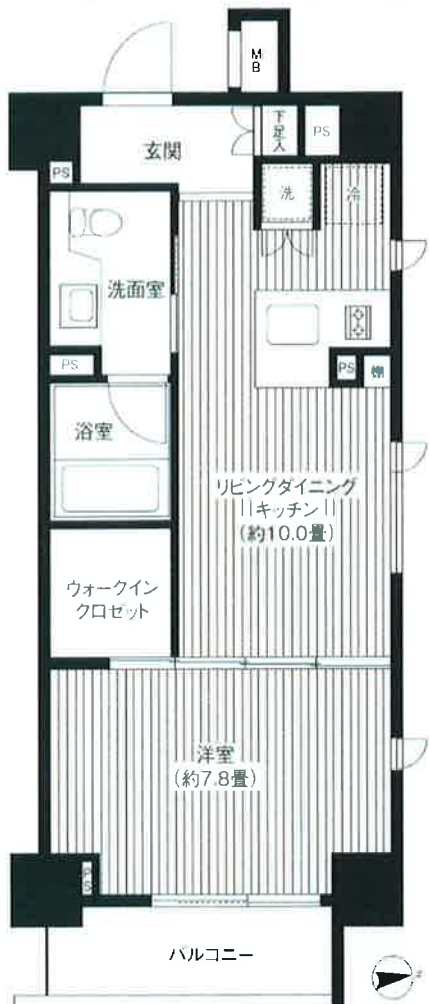 M
B
下
足
入
PS
玄関
PS
洗
冷
洗面室
PS
PS
棚
浴室
リビングダイニング
キッチン
(約10.0畳)
ウォークイン
クロゼット
洋室
(約7.8畳)
PS
バルコニー